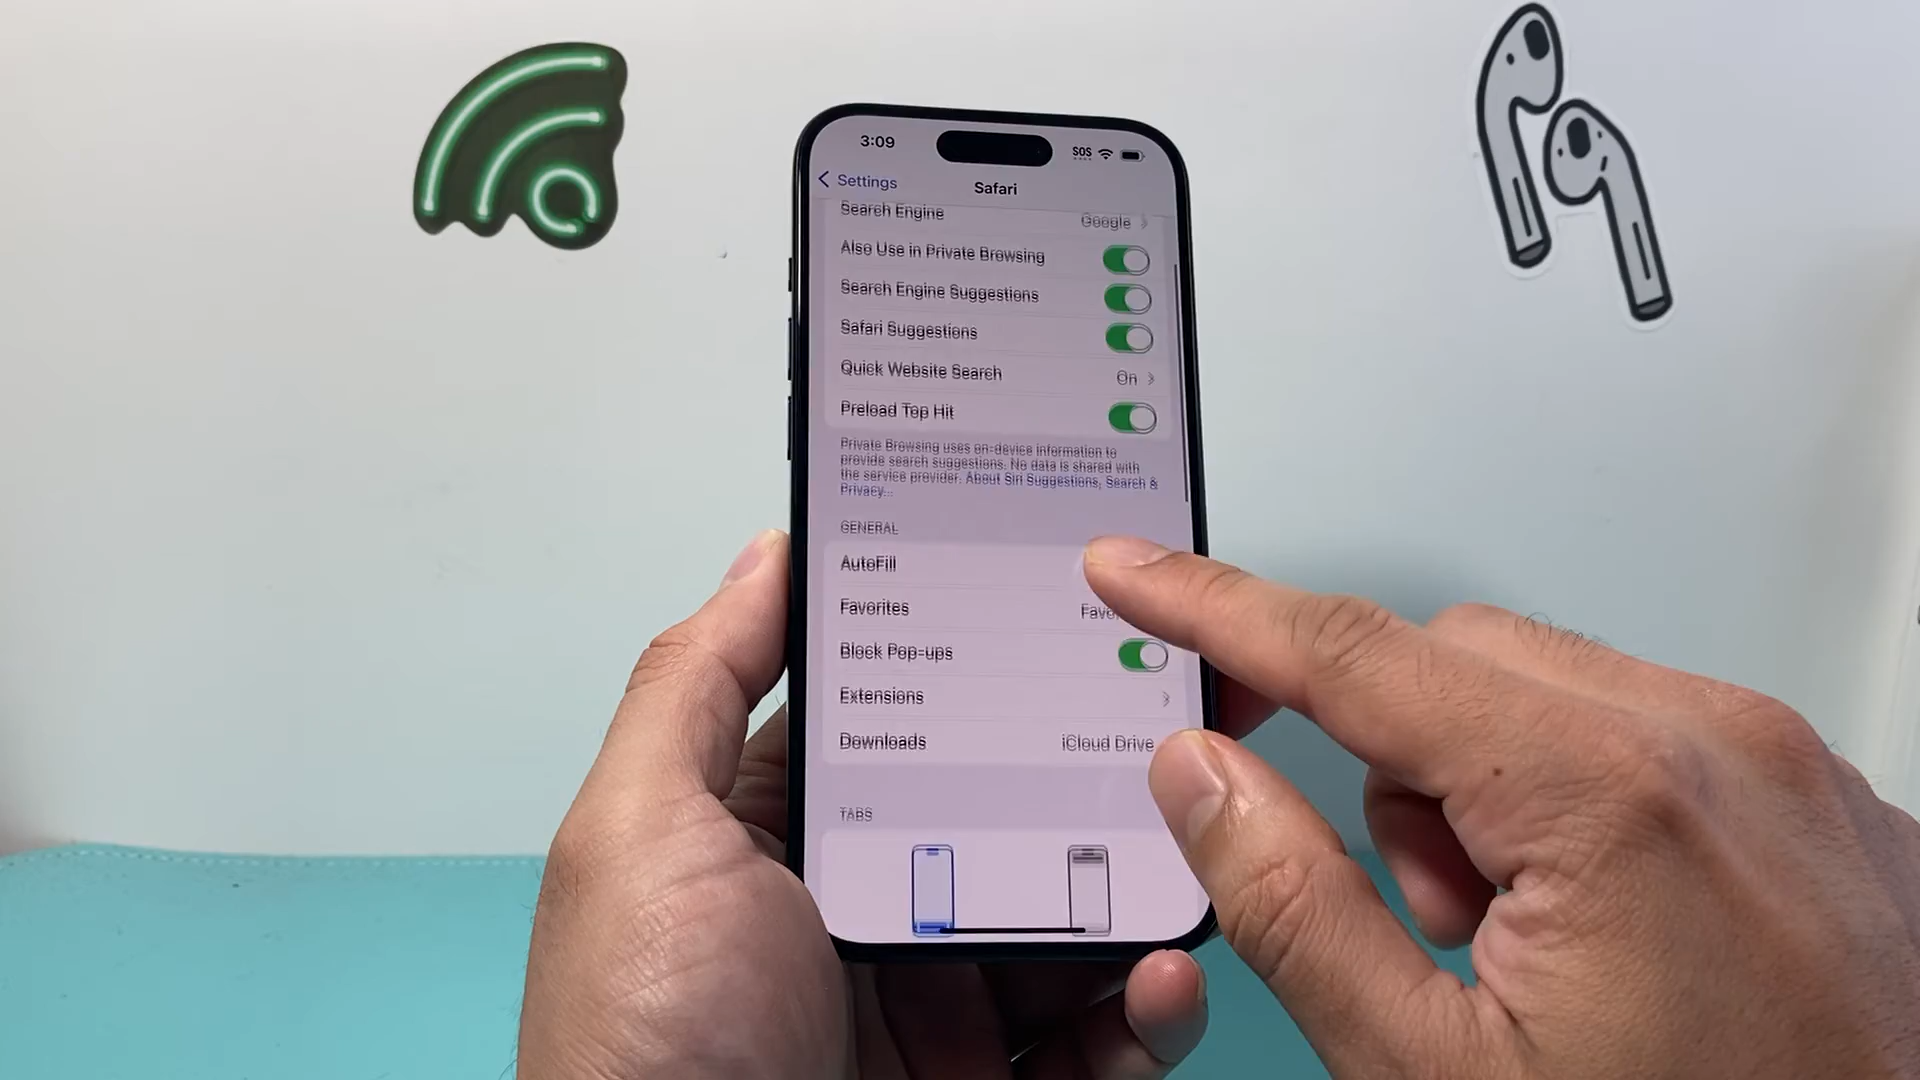 3:09
SOS
Settings
Safari
Search Engine Google
Also Use in Private Browsing
Search Engine Suggestions
Safari Suggestions
Quick Website Search On
Preload Top Hit
Private Browsing uses on-device information to
provide search suggestions. No data is shared with
the service provider. About Siri Suggestions, Search &
Privacy...
GENERAL
AutoFill
Favorites
Block Pop-ups
Extensions
Downloads iCloud Drive
TABS